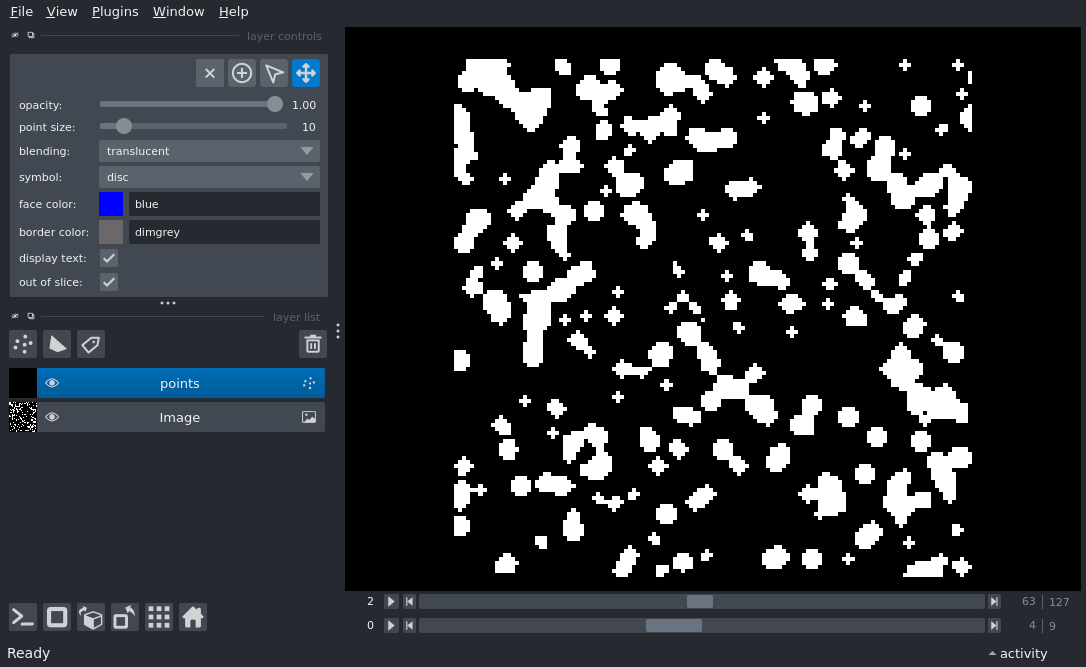 File View Plugins Window Help
layer controls
opacity: 1.00
point size: 10
blending: translucent
symbol: disc
face color: blue
border color: dimgrey
display text:
out of slice:
layer list
points
Image
2 63 127
0 4 9
Ready activity